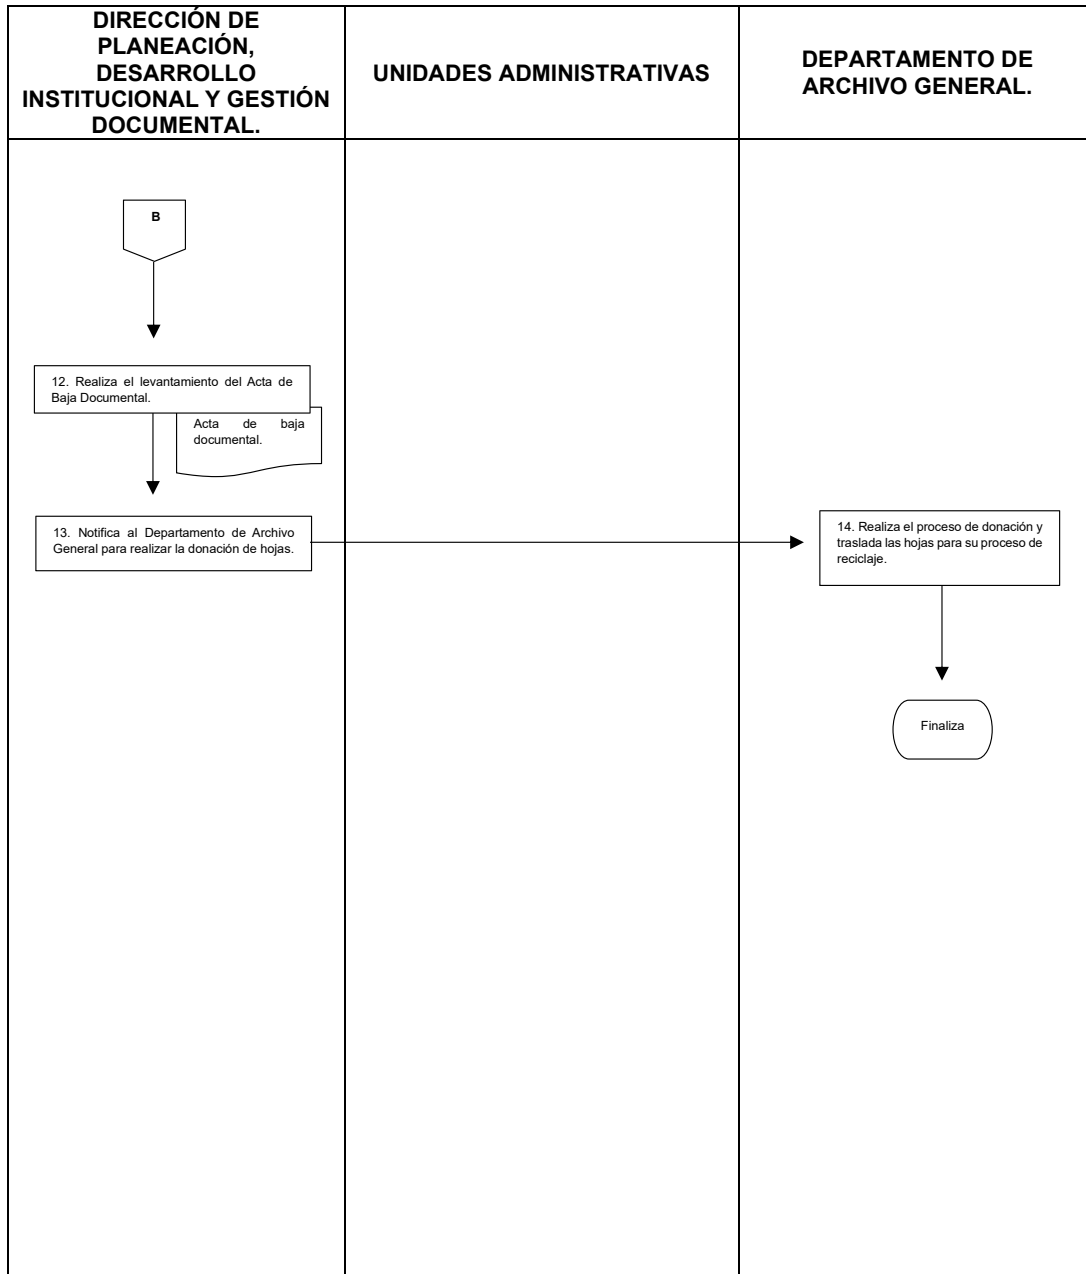 DIRECCIÓN DE
PLANEACIÓN,
DESARROLLO
INSTITUCIONAL Y GESTIÓN
DOCUMENTAL.
UNIDADES ADMINISTRATIVAS
DEPARTAMENTO DE
ARCHIVO GENERAL.
B
12. Realiza el levantamiento del Acta de
Baja Documental.
Acta de baja
documental.
13. Notifica al Departamento de Archivo
General para realizar la donación de hojas.
14. Realiza el proceso de donación y
traslada las hojas para su proceso de
reciclaje.
Finaliza